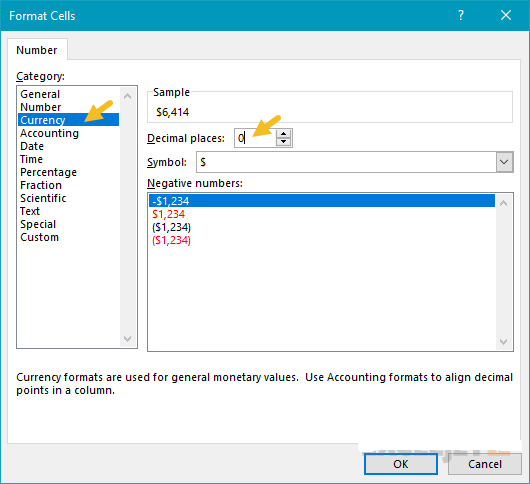 Format Cells
Number
Category:
General
Number
Currency
Accounting
Date
Time
Percentage
Fraction
Scientific
Text
Special
Custom
Sample
$6,414
Decimal places: 0
Symbol: $
Negative numbers:
-$1,234
$1,234
($1,234)
($1,234)
Currency formats are used for general monetary values.  Use Accounting formats to align decimal
points in a column.
OK Cancel